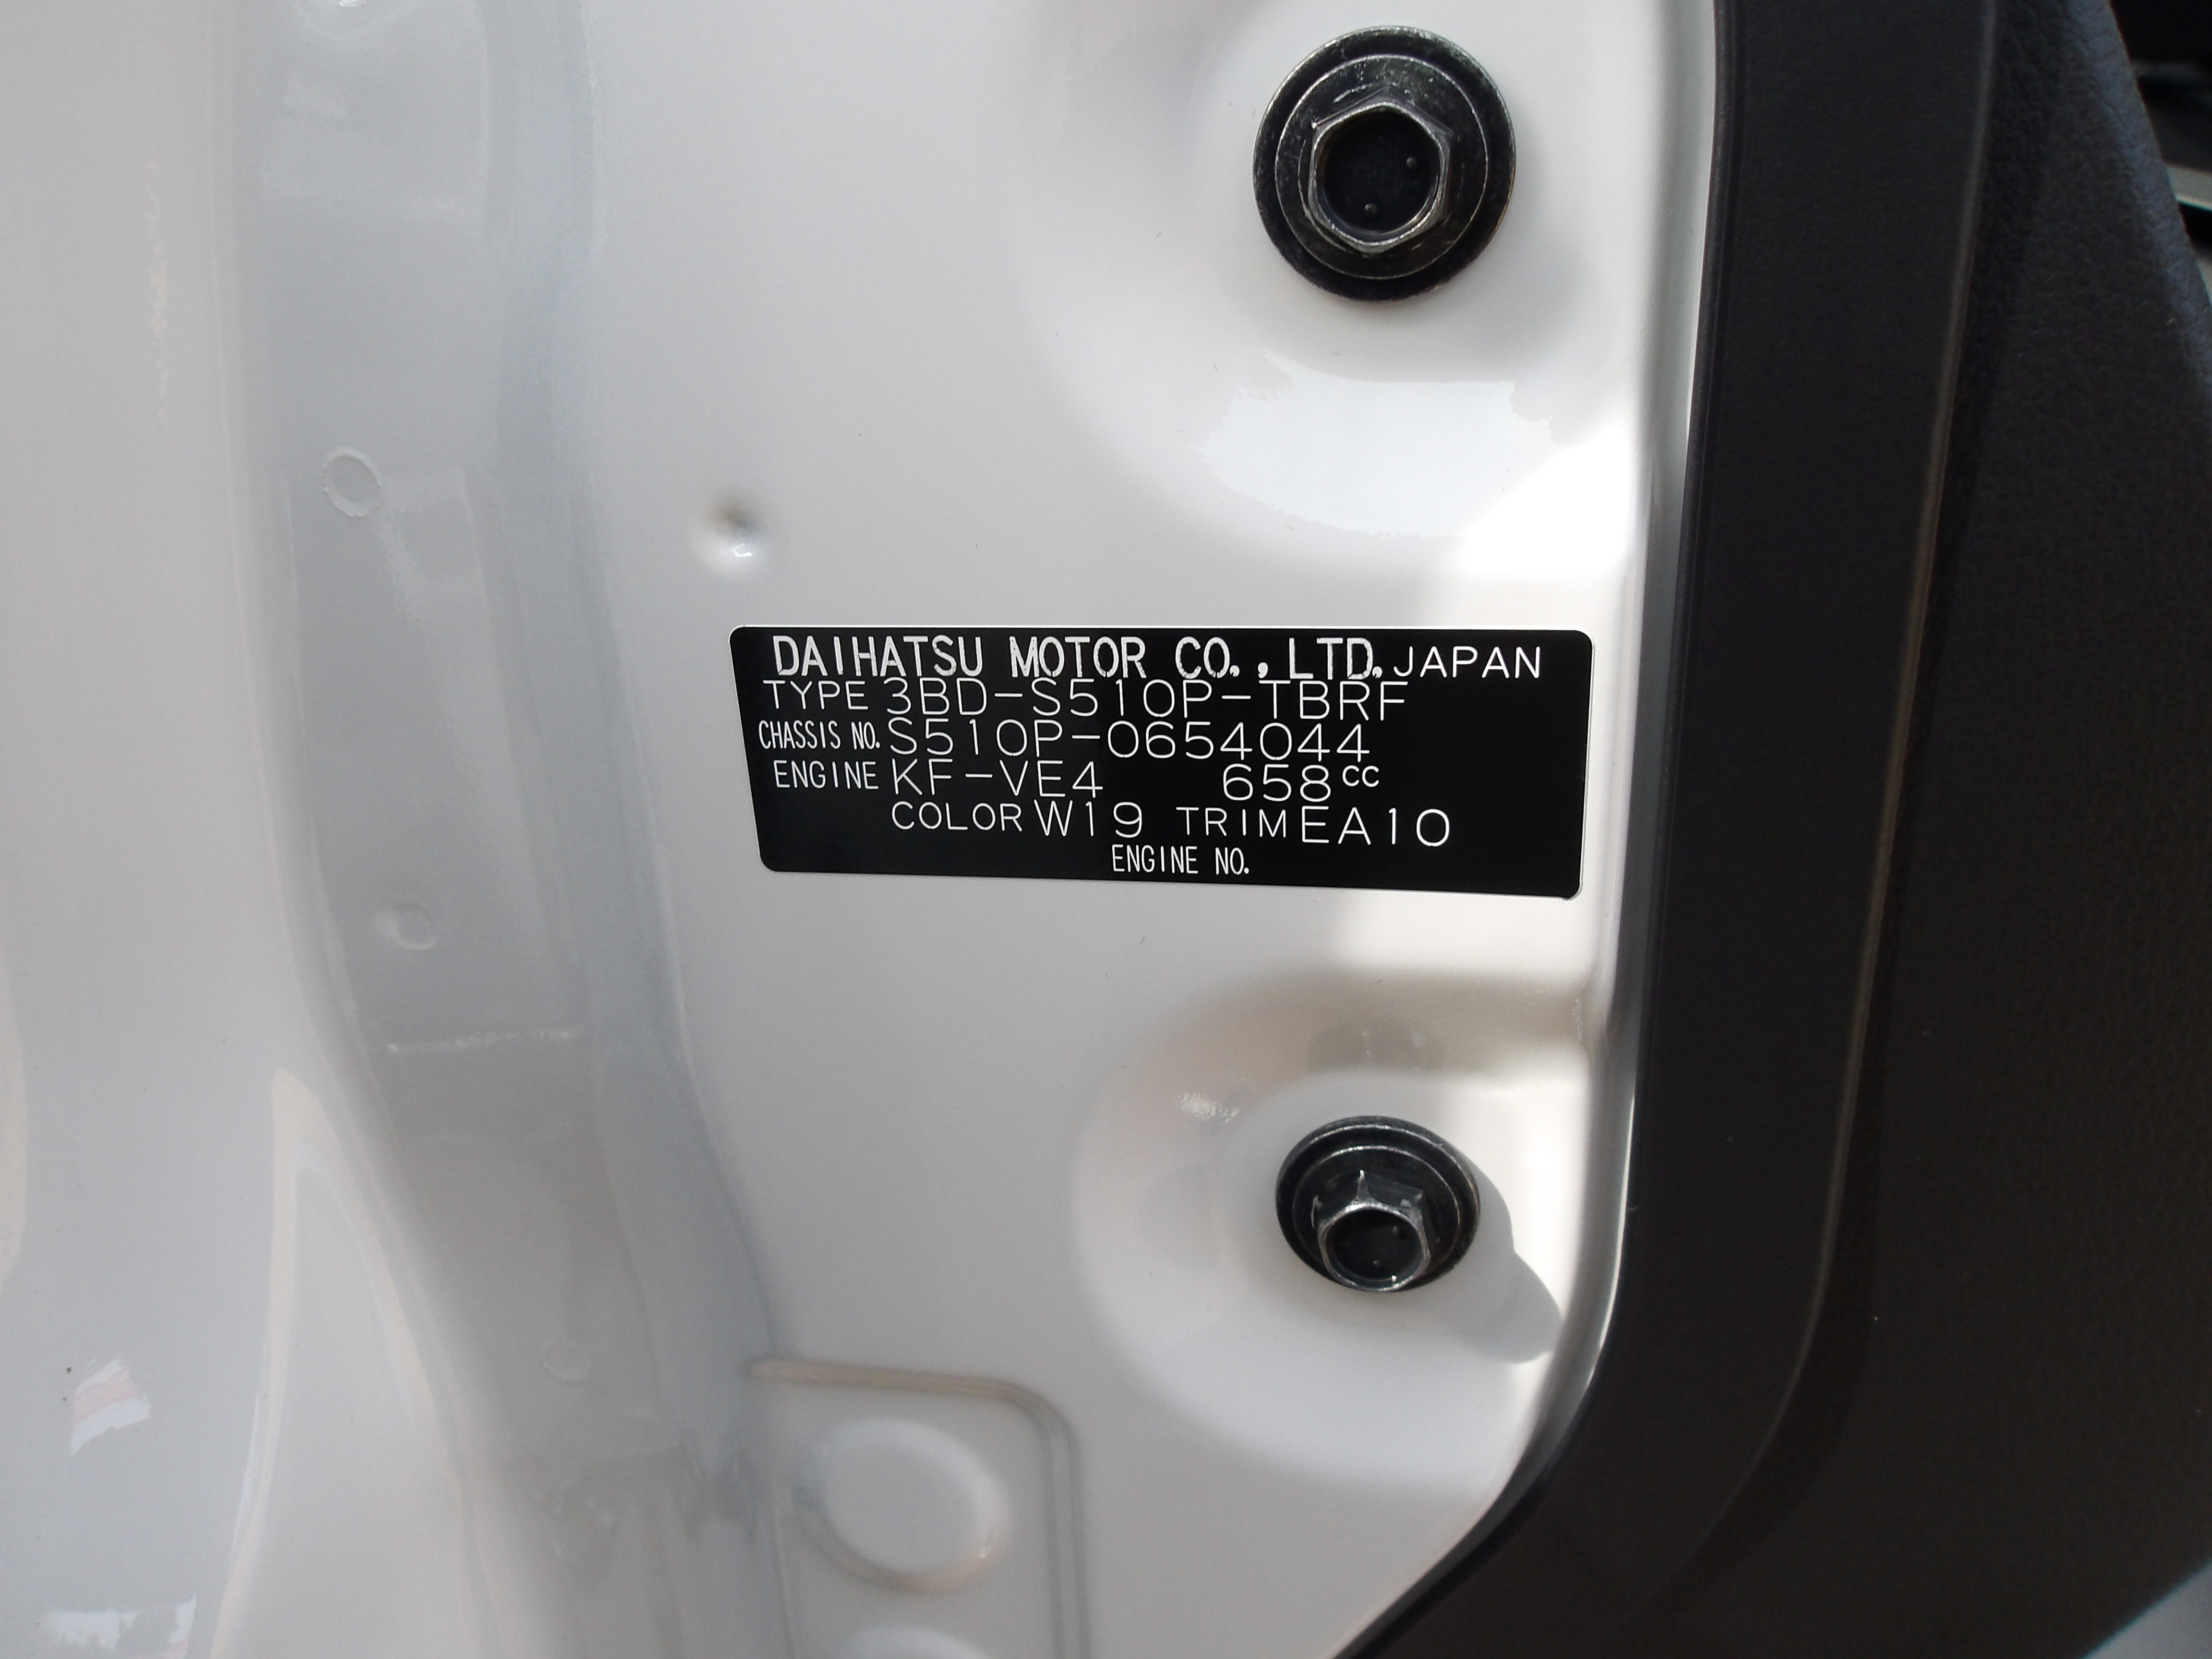 DAIHATSU MOTOR CO.,LTD.JAPAN
TYPE 3BD-S510P-TBRF
CHASSIS NO. S510P-0654044
ENGINE KF-VE4 658cc
COLOR W19 TRIM EA10
ENGINE NO.